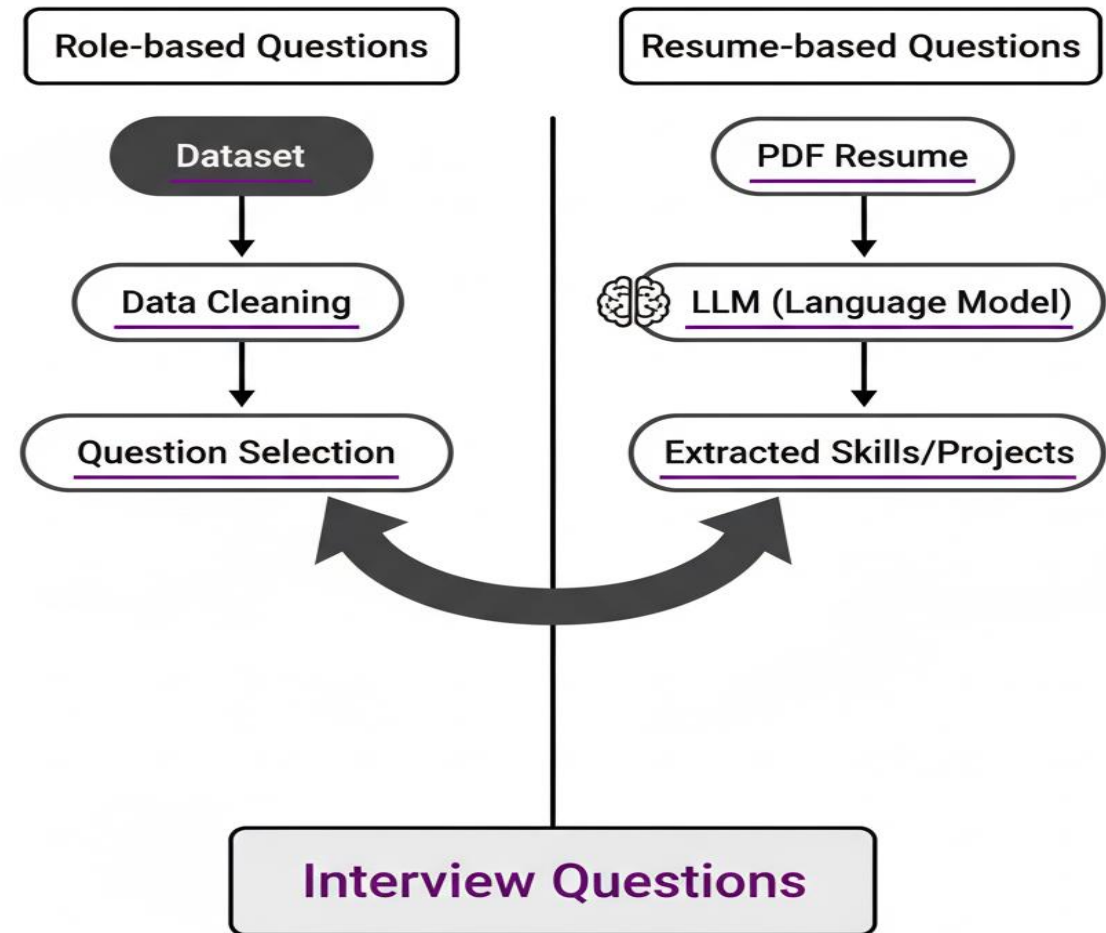 Role-based Questions
Dataset
Data Cleaning
Question Selection
Resume-based Questions
PDF Resume
LLM (Language Model)
Extracted Skills/Projects
Interview Questions